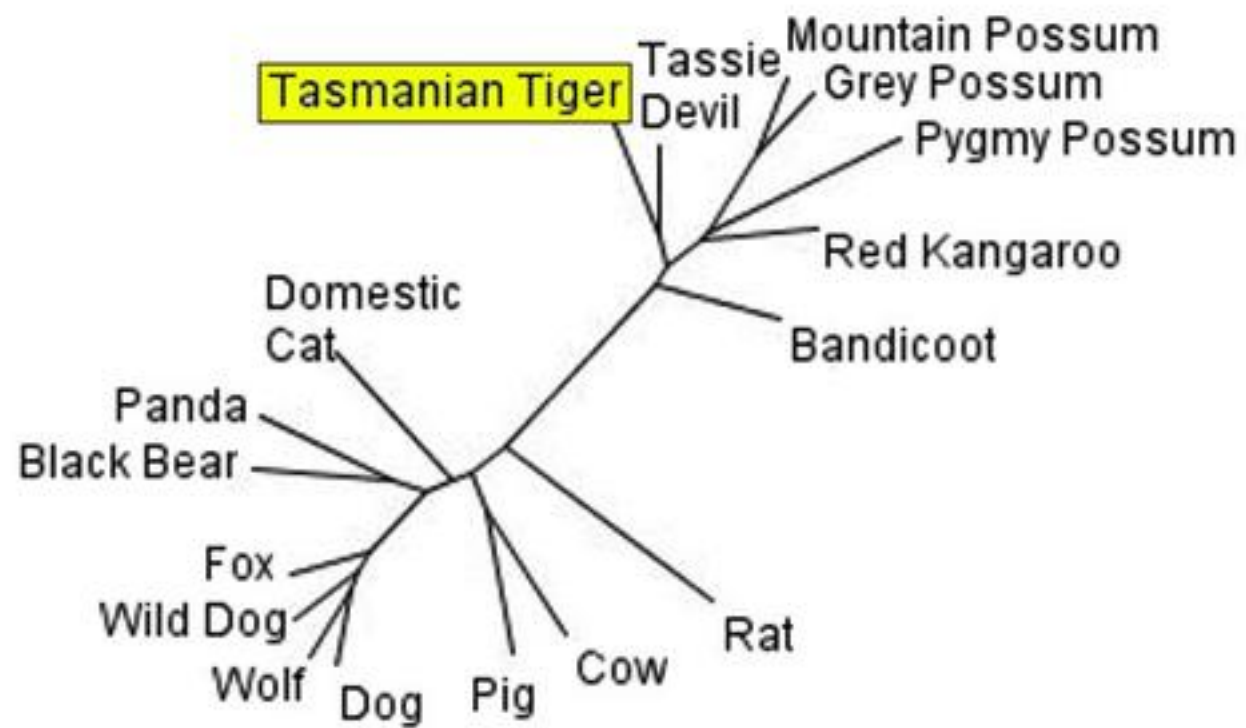 Mountain Possum
Tassie
Devil
Tasmanian Tiger
Grey Possum
Pygmy Possum
Red Kangaroo
Domestic
Cat
Bandicoot
Panda
Black Bear
Fox
Wild Dog
Wolf
Dog
Pig
Cow
Rat